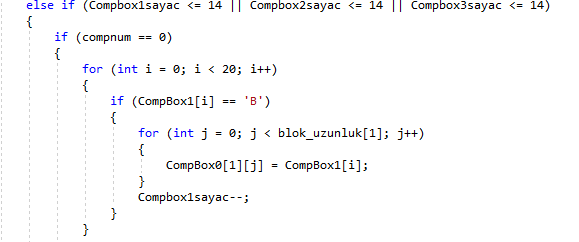 else if (Compbox1sayac <= 14 || Compbox2sayac <= 14 || Compbox3sayac <= 14)
{
if (compnum == 0)
{
for (int i = 0; i < 20; i++)
{
if (CompBox1[i] == 'B')
{
for (int j = 0; j < blok_uzunluk[1]; j++)
{
CompBox0[1][j] = CompBox1[i];
}
Compbox1sayac--;
}
}